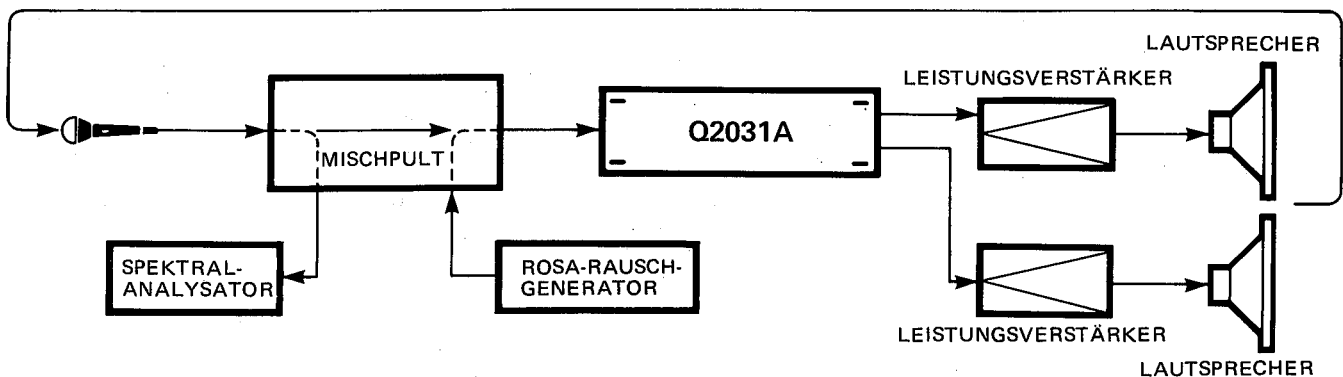 LAUTSPRECHER
LEISTUNGSVERSTÄRKER
Q2031A
MISCHPULT
SPEKTRAL-
ANALYSATOR
ROSA-RAUSCH-
GENERATOR
LEISTUNGSVERSTÄRKER
LAUTSPRECHER